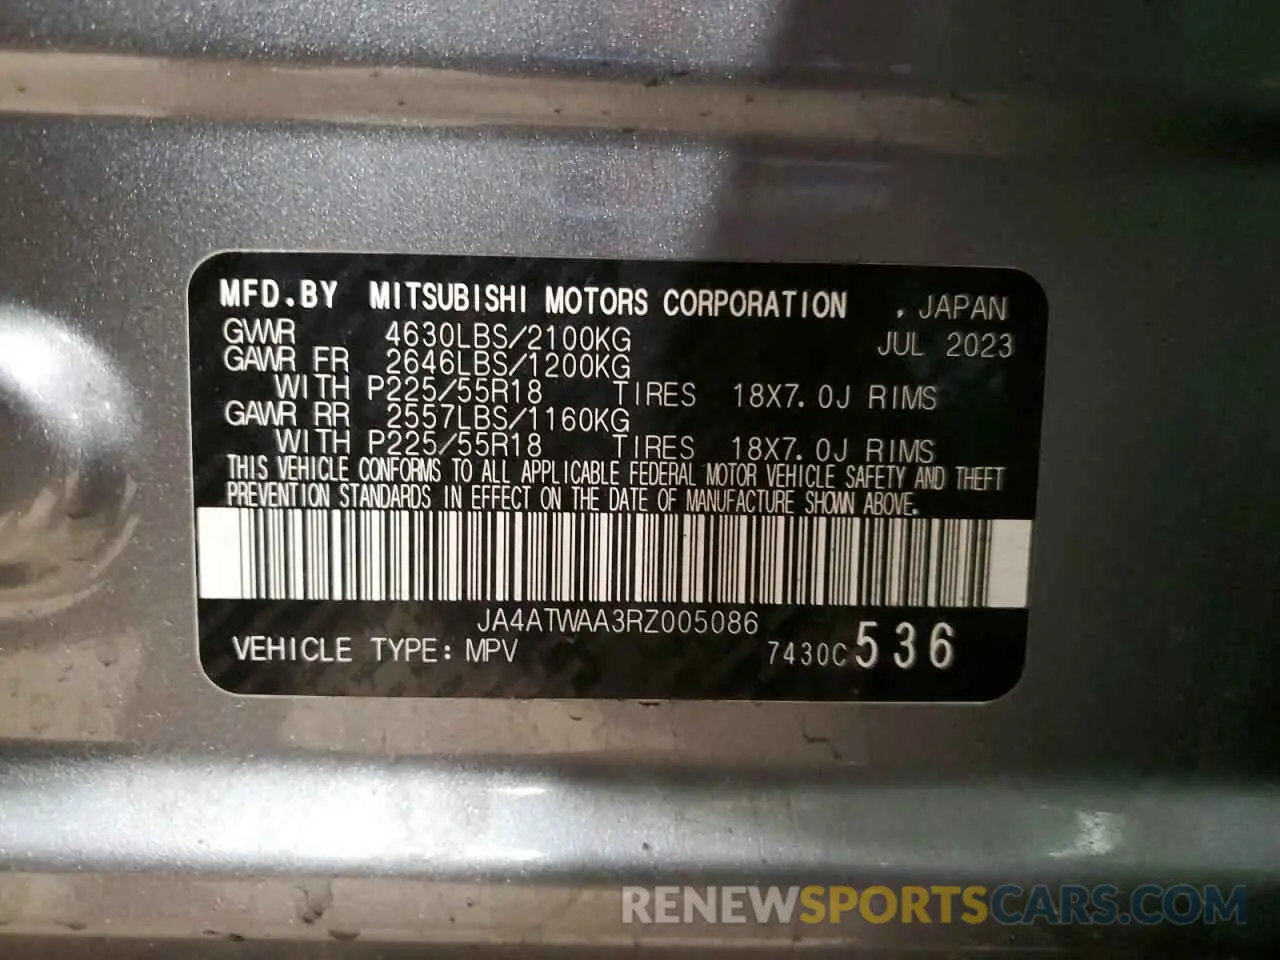 MFD.BY MITSUBISHI MOTORS CORPORATION , JAPAN
GVWR 4630LBS/2100KG JUL 2023
GAWR FR 2646LBS/1200KG
WITH P225/55R18 TIRES 18X7.0J RIMS
GAWR RR 2557LBS/1160KG
WITH P225/55R18 TIRES 18X7.0J RIMS
THIS VEHICLE CONFORMS TO ALL APPLICABLE FEDERAL MOTOR VEHICLE SAFETY AND THEFT
PREVENTION STANDARDS IN EFFECT ON THE DATE OF MANUFACTURE SHOWN ABOVE.
JA4ATWAA3RZ005086
VEHICLE TYPE: MPV 7430C 536
RENEWSPORTSCARS.COM